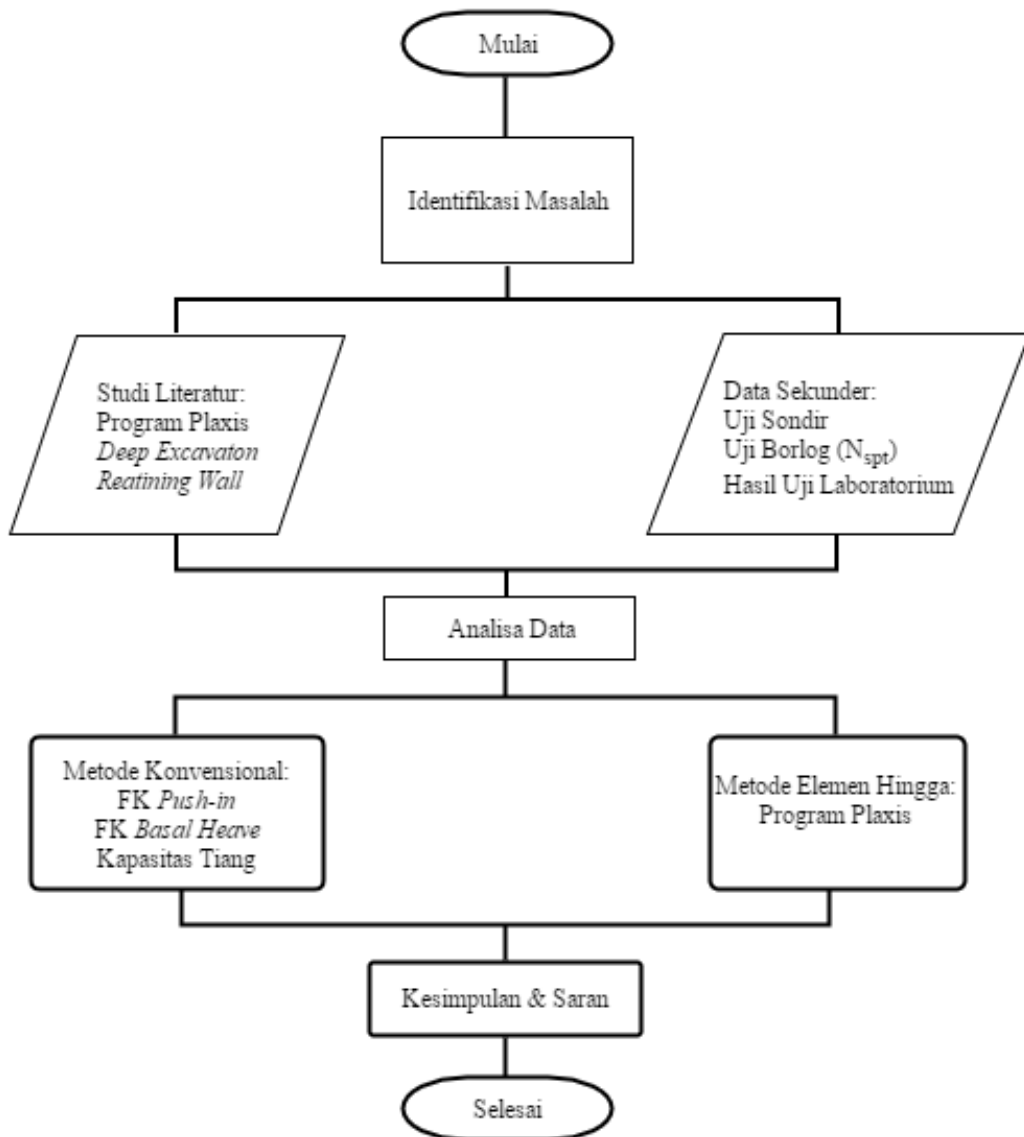 Mulai
Identifikasi Masalah
Studi Literatur:
Program Plaxis
Deep Excavaton
Reatining Wall
Data Sekunder:
Uji Sondir
Uji Borlog (Nspt)
Hasil Uji Laboratorium
Analisa Data
Metode Konvensional:
FK Push-in
FK Basal Heave
Kapasitas Tiang
Metode Elemen Hingga:
Program Plaxis
Kesimpulan & Saran
Selesai